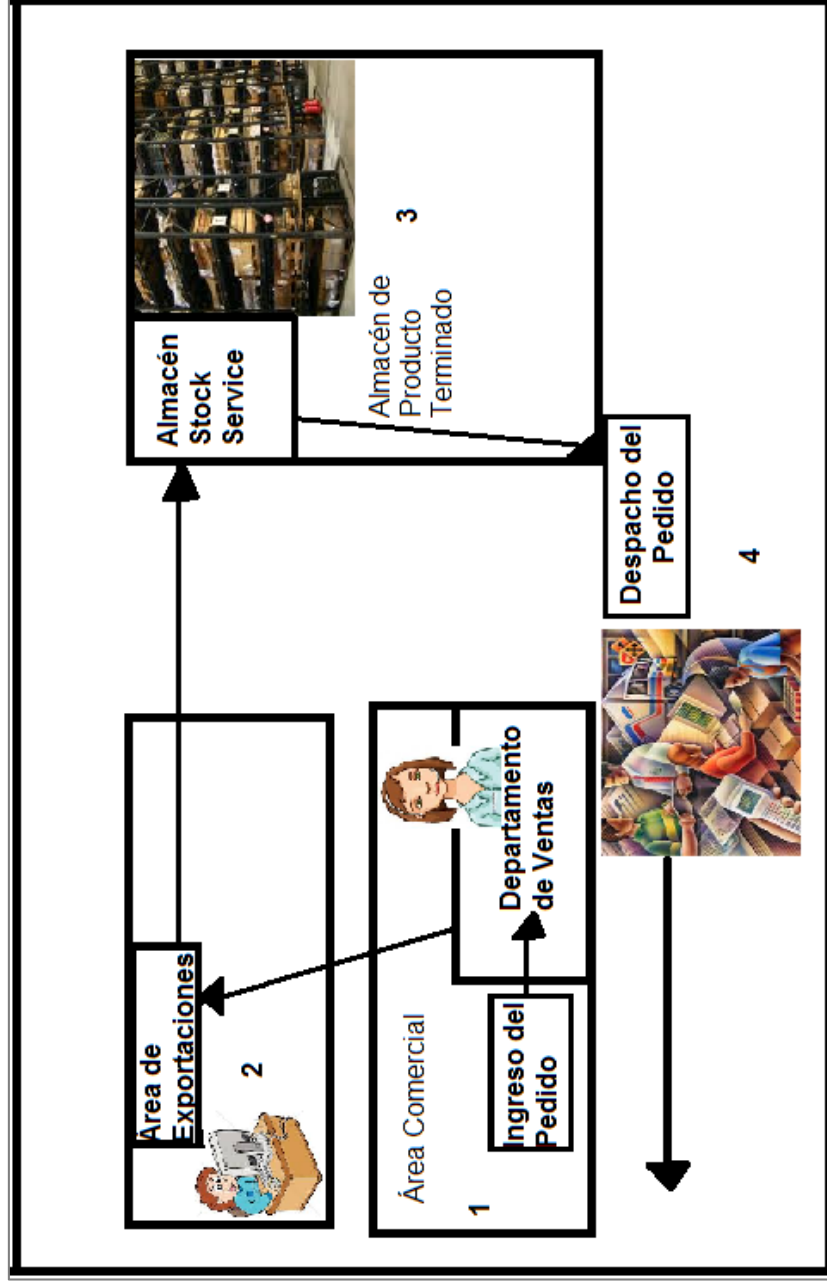 Área de
Exportaciones
2
Almacén
Stock
Service
Almacén de
Producto
Terminado
3
Área Comercial
1
Departamento
de Ventas
Ingreso del
Pedido
Despacho del
Pedido
4